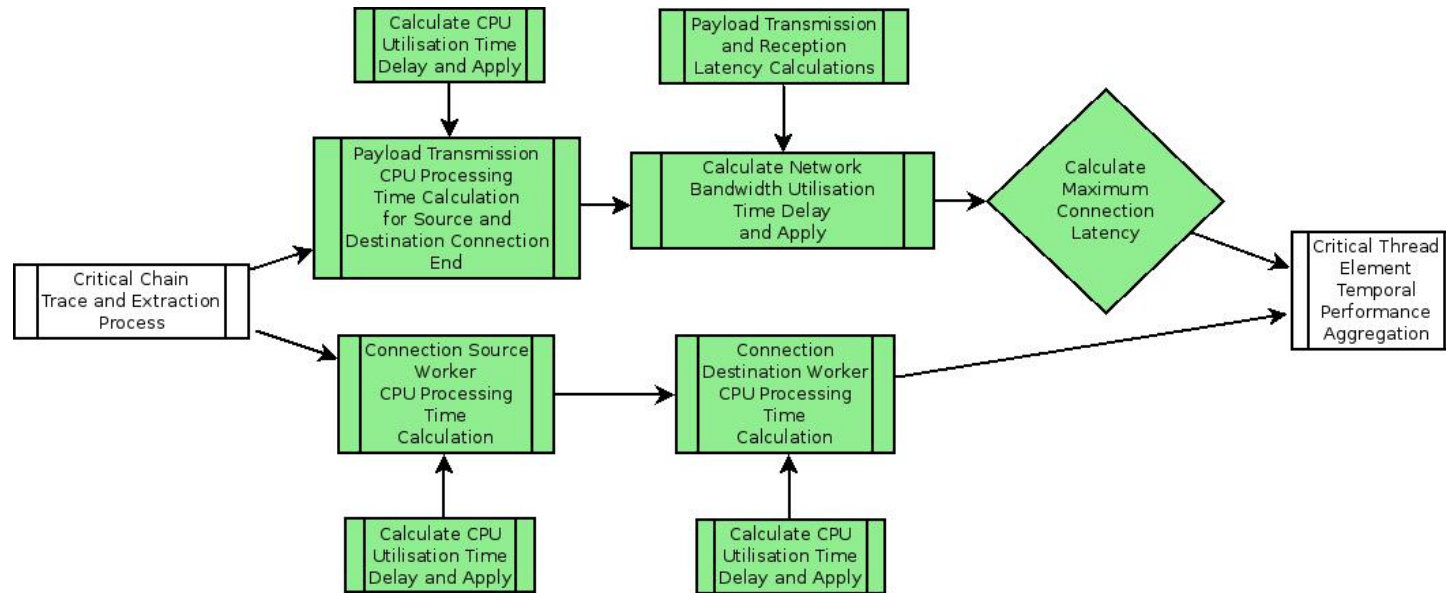 Calculate CPU
Utilisation Time
Delay and Apply
Payload Transmission
and Reception
Latency Calculations
Payload Transmission
CPU Processing
Time Calculation
for Source and
Destination Connection
End
Calculate Network
Bandwidth Utilisation
Time Delay
and Apply
Calculate
Maximum
Connection
Latency
Critical Chain
Trace and Extraction
Process
Critical Thread
Element
Temporal
Performance
Aggregation
Connection Source
Worker
CPU Processing
Time
Calculation
Connection
Destination Worker
CPU Processing
Time
Calculation
Calculate CPU
Utilisation Time
Delay and Apply
Calculate CPU
Utilisation Time
Delay and Apply